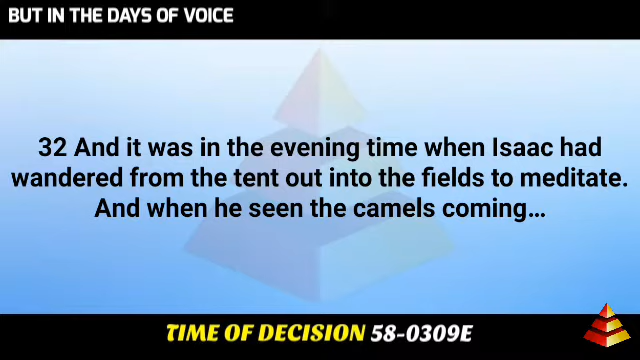 BUT IN THE DAYS OF VOICE
32 And it was in the evening time when Isaac had
wandered from the tent out into the fields to meditate.
And when he seen the camels coming…
TIME OF DECISION 58-0309E